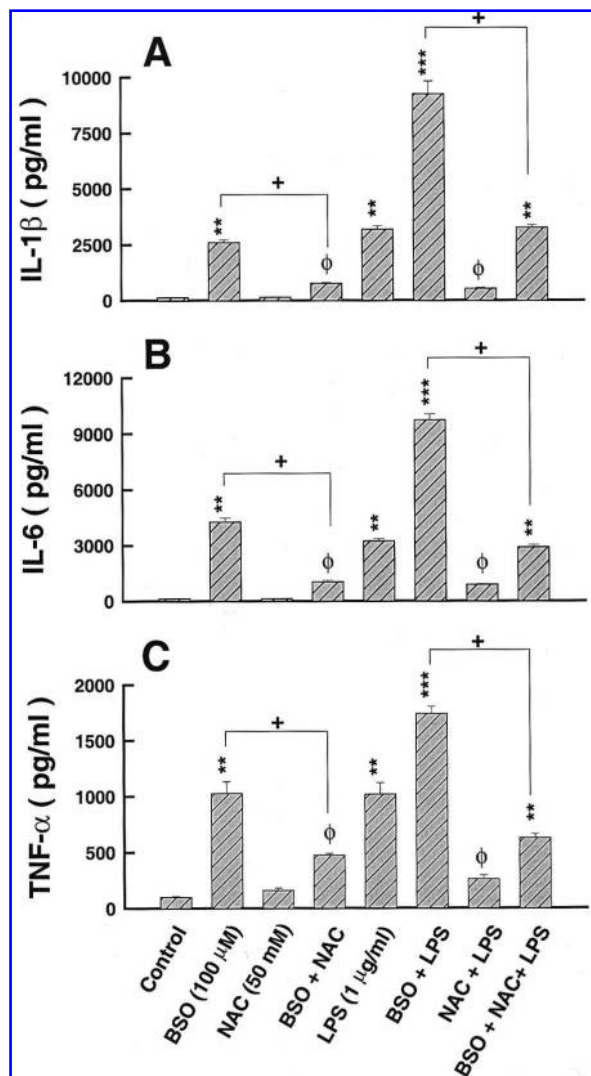 A
IL-1β ( pg/ml)
10000
7500
5000
2500
0
**
+
ϕ
**
***
+
ϕ
**
B
IL-6 ( pg/ml)
12000
9000
6000
3000
0
**
+
ϕ
**
***
+
ϕ
**
C
TNF-α ( pg/ml)
2000
1500
1000
500
0
**
+
ϕ
**
***
+
ϕ
**
Control
BSO (100 μM)
NAC (50 mM)
BSO + NAC
LPS (1 μg/ml)
BSO + LPS
NAC + LPS
BSO + NAC+ LPS